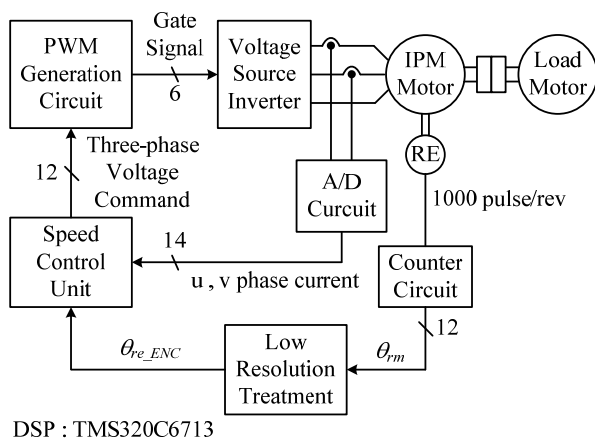 PWM
Generation
Circuit
Gate
Signal
6
Voltage
Source
Inverter
IPM
Motor
Load
Motor
RE
1000 pulse/rev
12
Three-phase
Voltage
Command
A/D
Curcuit
Speed
Control
Unit
14
u , v phase current
Counter
Circuit
12
θre_ENC
Low
Resolution
Treatment
θrm
DSP : TMS320C6713